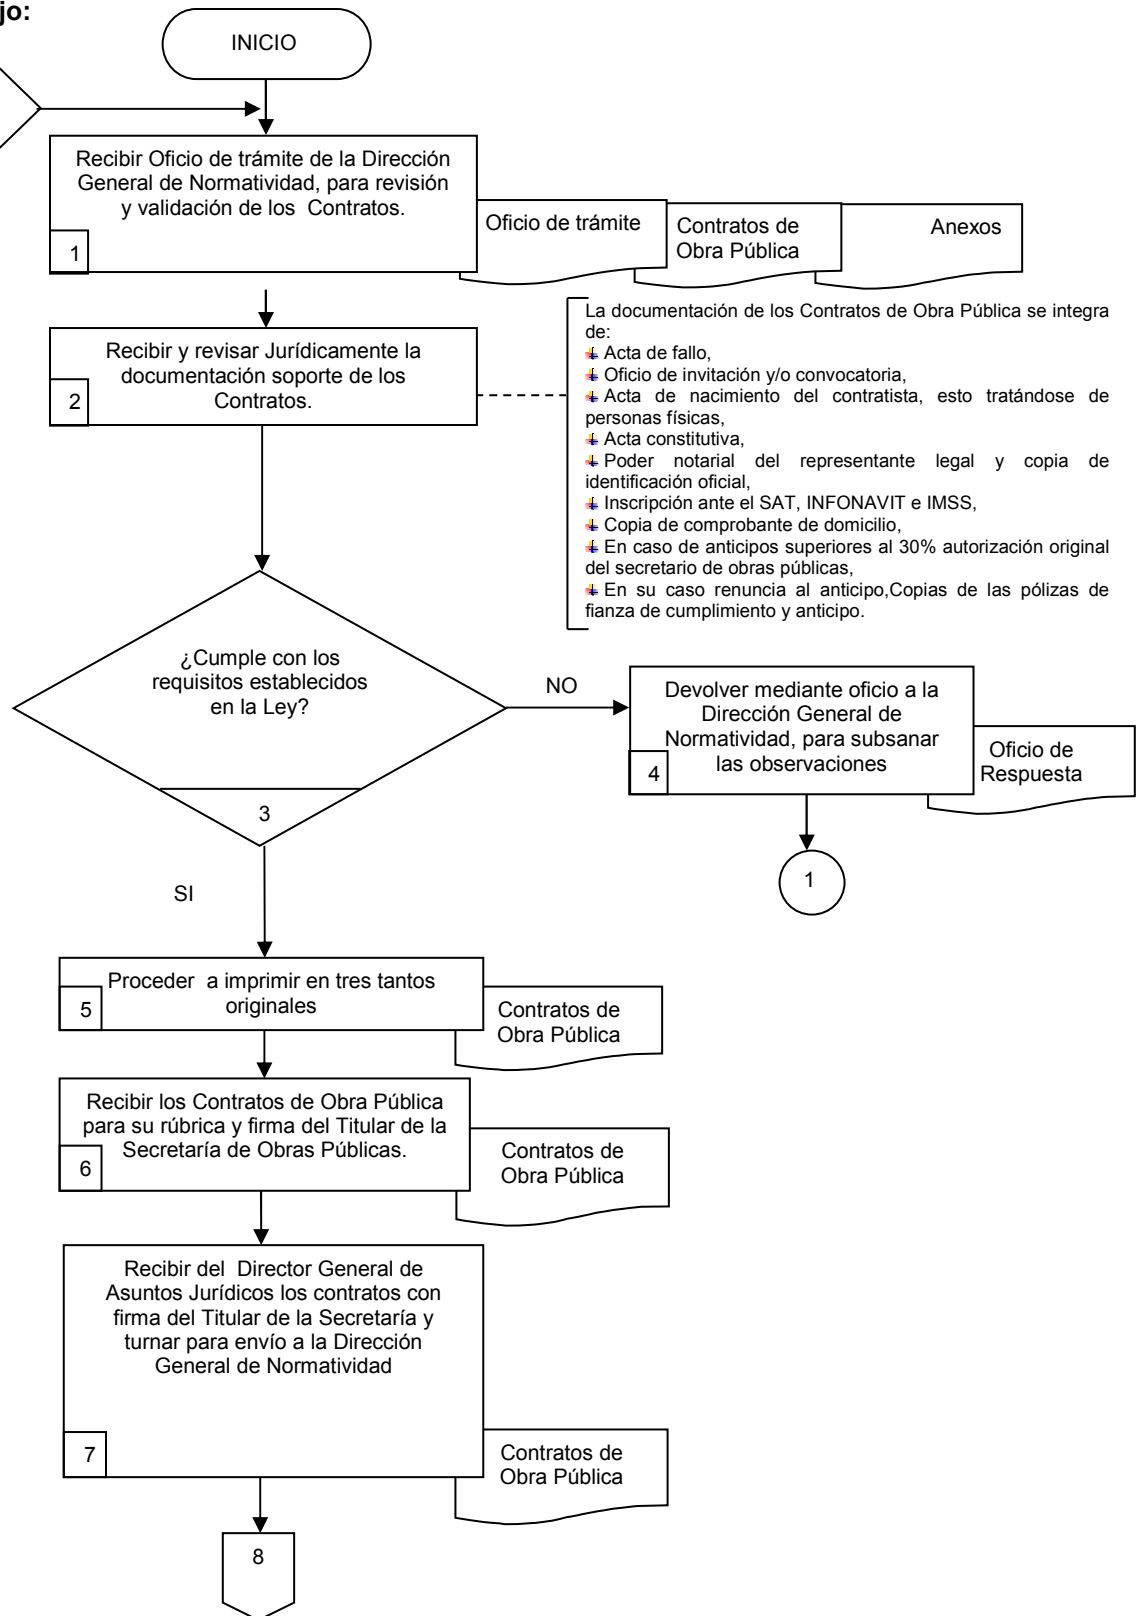 jo:
INICIO
Recibir Oficio de trámite de la Dirección
General de Normatividad, para revisión
y validación de los Contratos.
1
Oficio de trámite
Contratos de
Obra Pública
Anexos
Recibir y revisar Jurídicamente la
documentación soporte de los
Contratos.
2
La documentación de los Contratos de Obra Pública se integra
de:
Acta de fallo,
Oficio de invitación y/o convocatoria,
Acta de nacimiento del contratista, esto tratándose de
personas físicas,
Acta constitutiva,
Poder notarial del representante legal y copia de
identificación oficial,
Inscripción ante el SAT, INFONAVIT e IMSS,
Copia de comprobante de domicilio,
En caso de anticipos superiores al 30% autorización original
del secretario de obras públicas,
En su caso renuncia al anticipo,Copias de las pólizas de
fianza de cumplimiento y anticipo.
¿Cumple con los
requisitos establecidos
en la Ley?
3
NO
Devolver mediante oficio a la
Dirección General de
Normatividad, para subsanar
las observaciones
4
Oficio de
Respuesta
1
SI
Proceder a imprimir en tres tantos
originales
5
Contratos de
Obra Pública
Recibir los Contratos de Obra Pública
para su rúbrica y firma del Titular de la
Secretaría de Obras Públicas.
6
Contratos de
Obra Pública
Recibir del Director General de
Asuntos Jurídicos los contratos con
firma del Titular de la Secretaría y
turnar para envío a la Dirección
General de Normatividad
7
Contratos de
Obra Pública
8